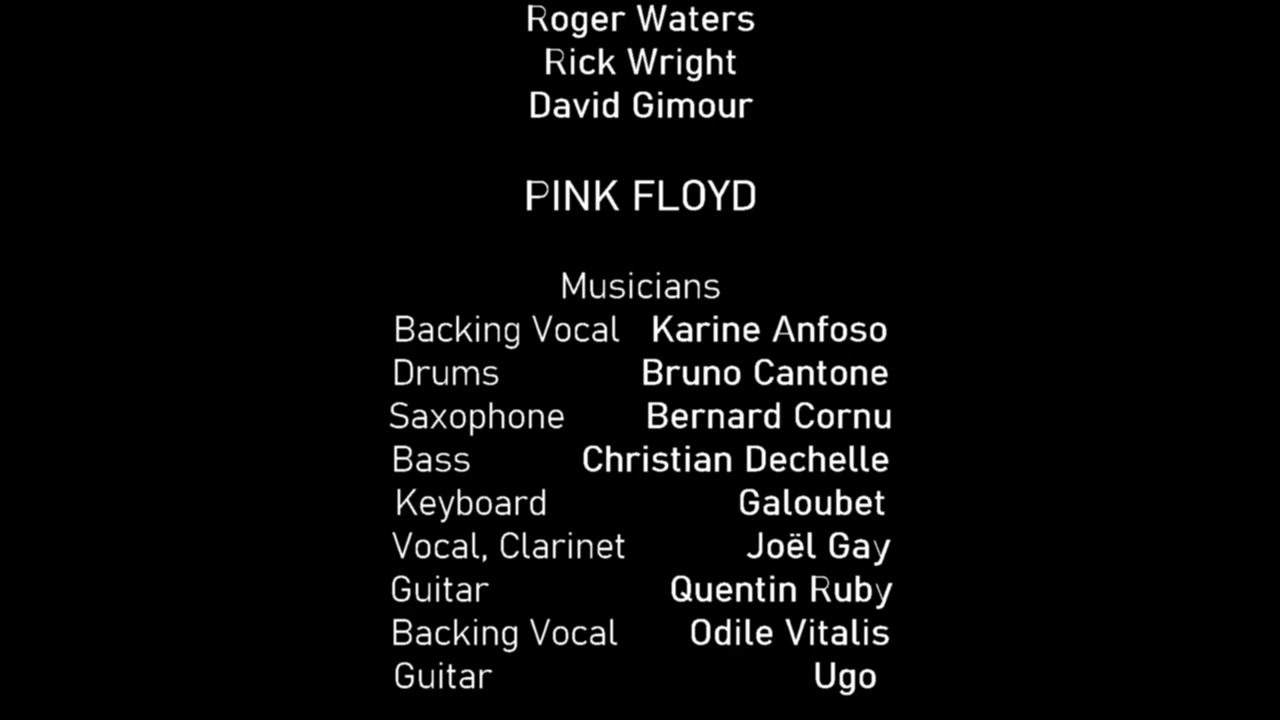 Roger Waters
Rick Wright
David Gimour
PINK FLOYD
Musicians
Backing Vocal Karine Anfoso
Drums Bruno Cantone
Saxophone Bernard Cornu
Bass Christian Dechelle
Keyboard Galoubet
Vocal, Clarinet Joël Gay
Guitar Quentin Ruby
Backing Vocal Odile Vitalis
Guitar Ugo